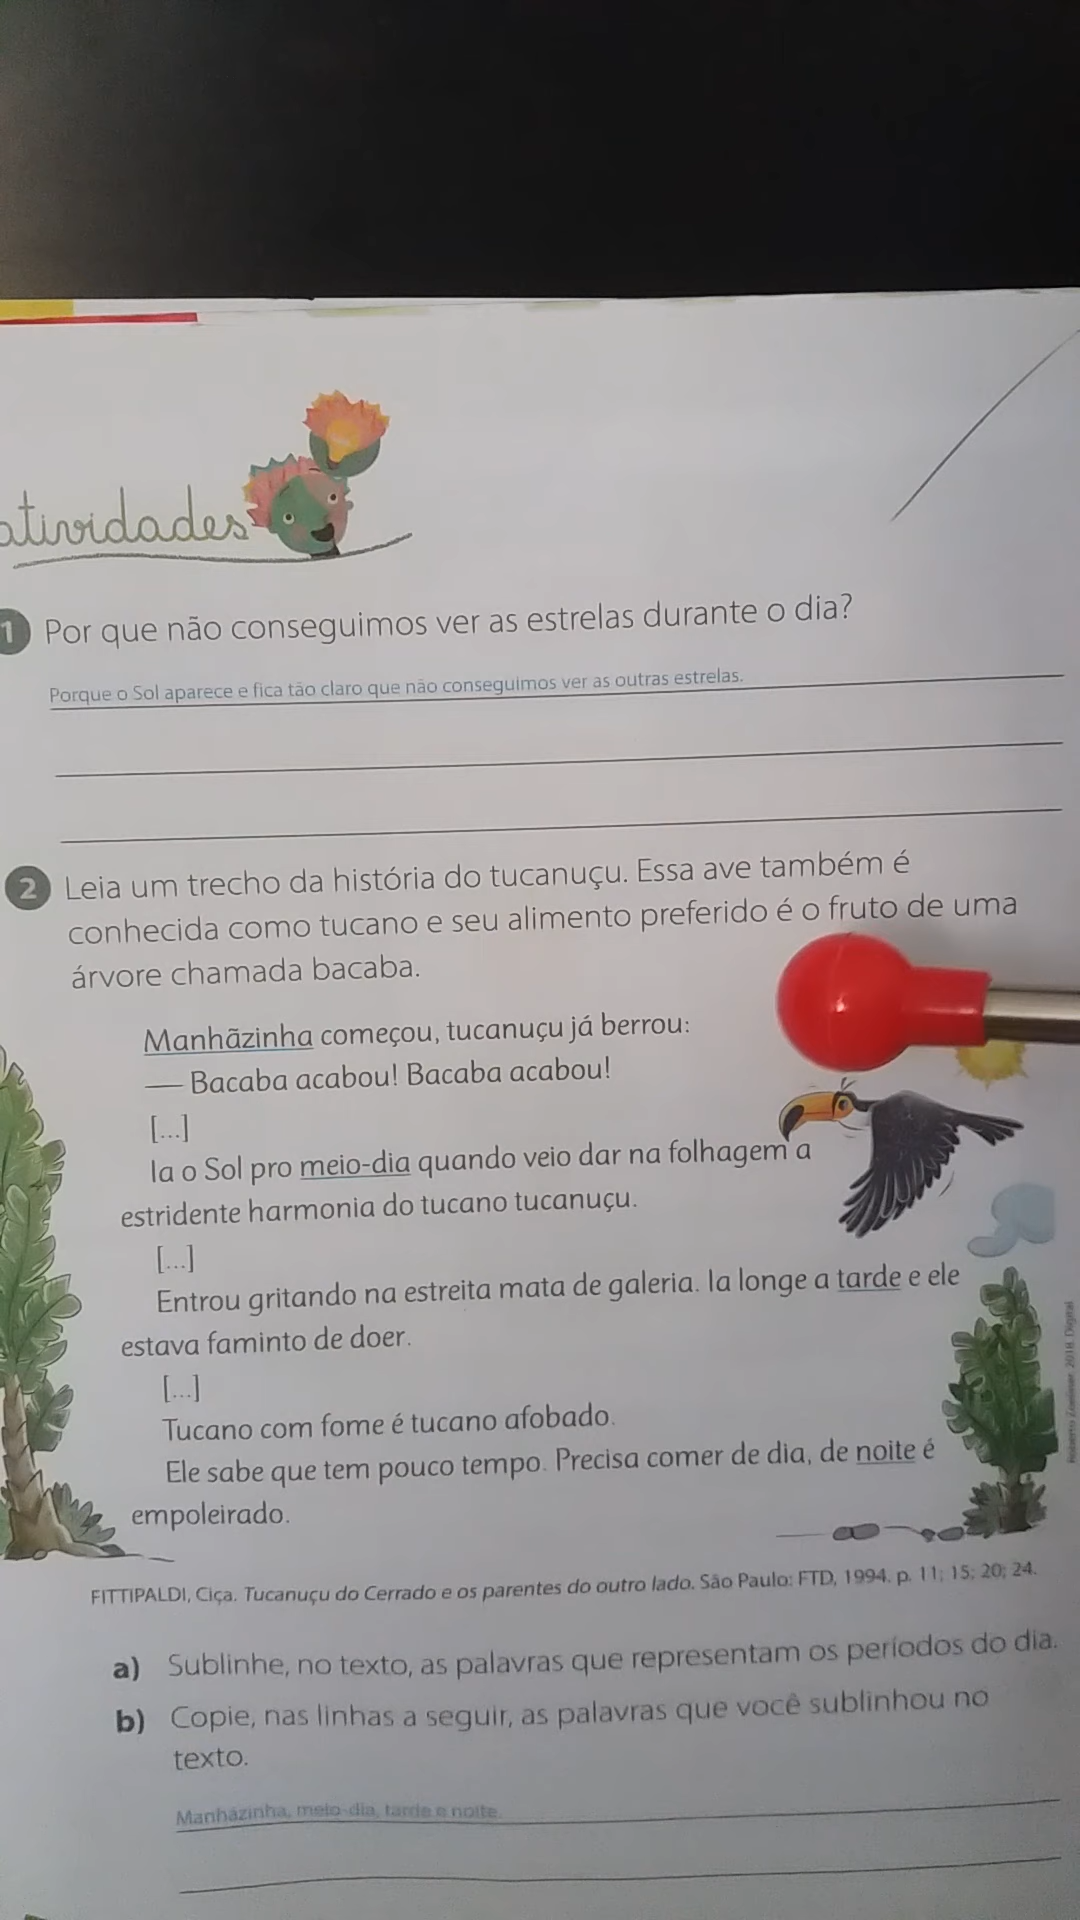 atividades
1 Por que não conseguimos ver as estrelas durante o dia?
Porque o Sol aparece e fica tão claro que não conseguimos ver as outras estrelas.
2 Leia um trecho da história do tucanuçu. Essa ave também é
conhecida como tucano e seu alimento preferido é o fruto de uma
árvore chamada bacaba.
Manhãzinha começou, tucanuçu já berrou:
— Bacaba acabou! Bacaba acabou!
[...]
Ia o Sol pro meio-dia quando veio dar na folhagem a
estridente harmonia do tucano tucanuçu.
[...]
Entrou gritando na estreita mata de galeria. Ia longe a tarde e ele
estava faminto de doer.
[...]
Tucano com fome é tucano afobado.
Ele sabe que tem pouco tempo. Precisa comer de dia, de noite é
empoleirado.
FITTIPALDI, Ciça. Tucanuçu do Cerrado e os parentes do outro lado. São Paulo: FTD, 1994. p. 11; 15; 20; 24.
a) Sublinhe, no texto, as palavras que representam os períodos do dia.
b) Copie, nas linhas a seguir, as palavras que você sublinhou no
texto.
Manhãzinha, meio-dia, tarde e noite.
2018. Digital